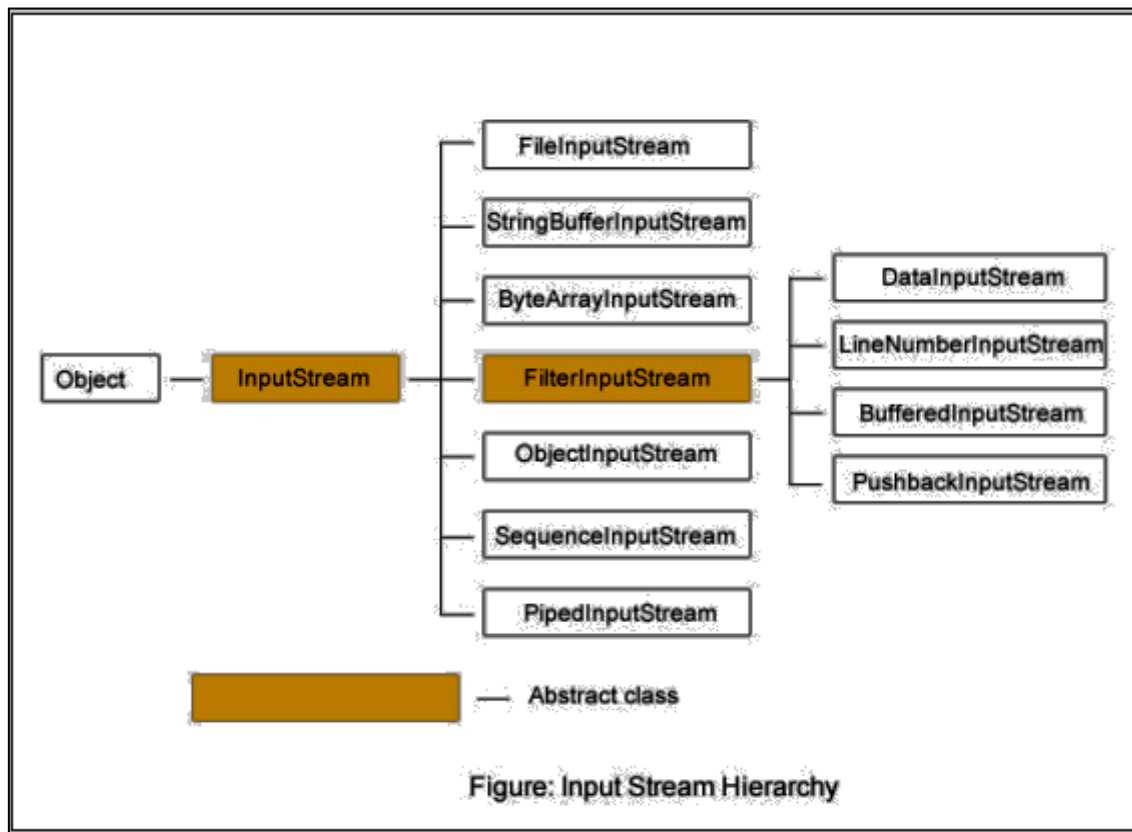 FileInputStream
StringBufferInputStream
ByteArrayInputStream
DataInputStream
LineNumberInputStream
Object
InputStream
FilterInputStream
BufferedInputStream
ObjectInputStream
PushbackInputStream
SequenceInputStream
PipedInputStream
Abstract class
Figure: Input Stream Hierarchy